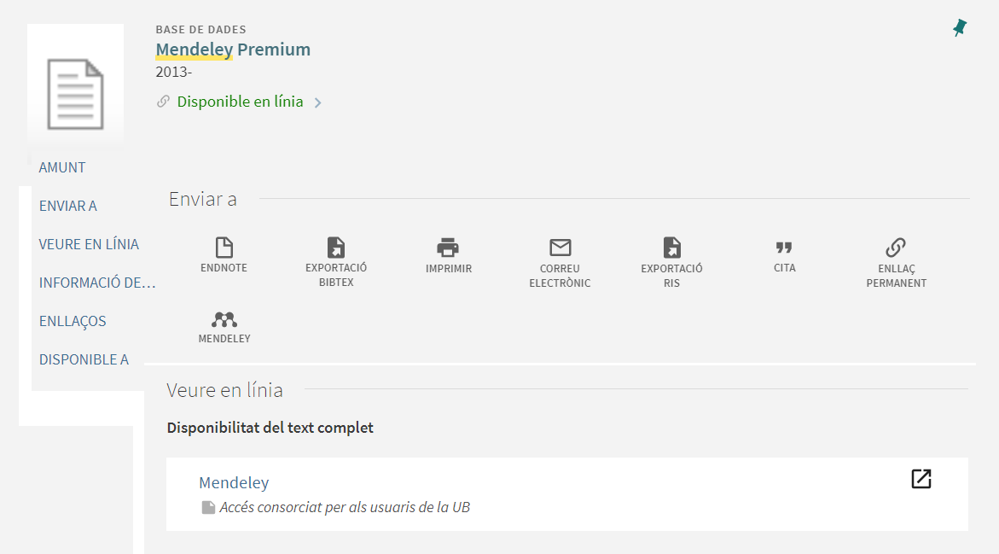 BASE DE DADES
Mendeley Premium
2013-
Disponible en línia
AMUNT
ENVIAR A
VEURE EN LÍNIA
INFORMACIÓ DE…
ENLLAÇOS
DISPONIBLE A
Enviar a
ENDNOTE
EXPORTACIÓ
BIBTEX
IMPRIMIR
CORREU
ELECTRÒNIC
EXPORTACIÓ
RIS
CITA
ENLLAÇ
PERMANENT
MENDELEY
Veure en línia
Disponibilitat del text complet
Mendeley
Accés consorciat per als usuaris de la UB